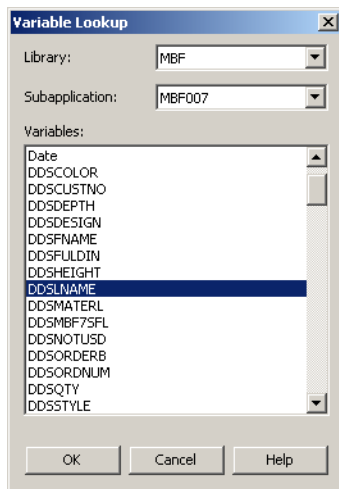 Variable Lookup
Library: MBF
Subapplication: MBF007
Variables:
Date
DDSCOLOR
DDSCUSTNO
DDSDEPTH
DDSDESIGN
DDSFNAME
DDSFULDIN
DDSHEIGHT
DDSLNAME
DDSMATERL
DDSMBF7SFL
DDSNOTUSD
DDSORDERB
DDSORDNUM
DDSQTY
DDSSTYLE
OK Cancel Help